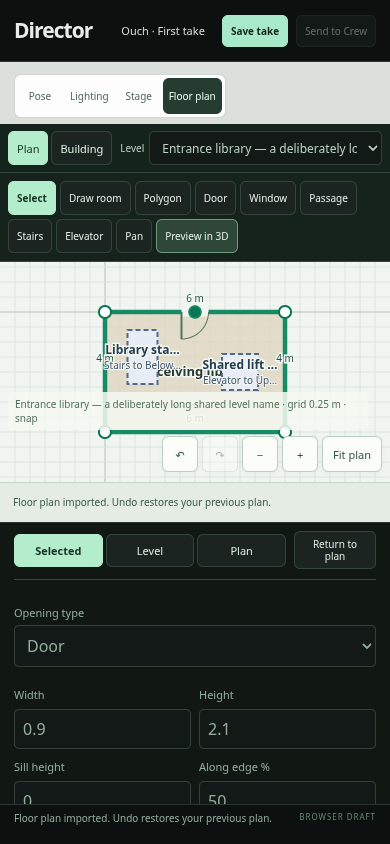 Director
Ouch · First take
Save take
Send to Crew
Pose
Lighting
Stage
Floor plan
Plan
Building
Level
Entrance library — a deliberately lc
Select
Draw room
Polygon
Door
Window
Passage
Stairs
Elevator
Pan
Preview in 3D
6 m
4 m
4 m
Library sta…
Stairs to Below…
Shared lift …
Elevator to Up…
6 m
Entrance library — a deliberately long shared level name · grid 0.25 m ·
snap
↶
↷
−
+
Fit plan
Floor plan imported. Undo restores your previous plan.
Selected
Level
Plan
Return to
plan
Opening type
Door
Width
Height
0.9
2.1
Sill height
Along edge %
0
50
Floor plan imported. Undo restores your previous plan.
BROWSER DRAFT